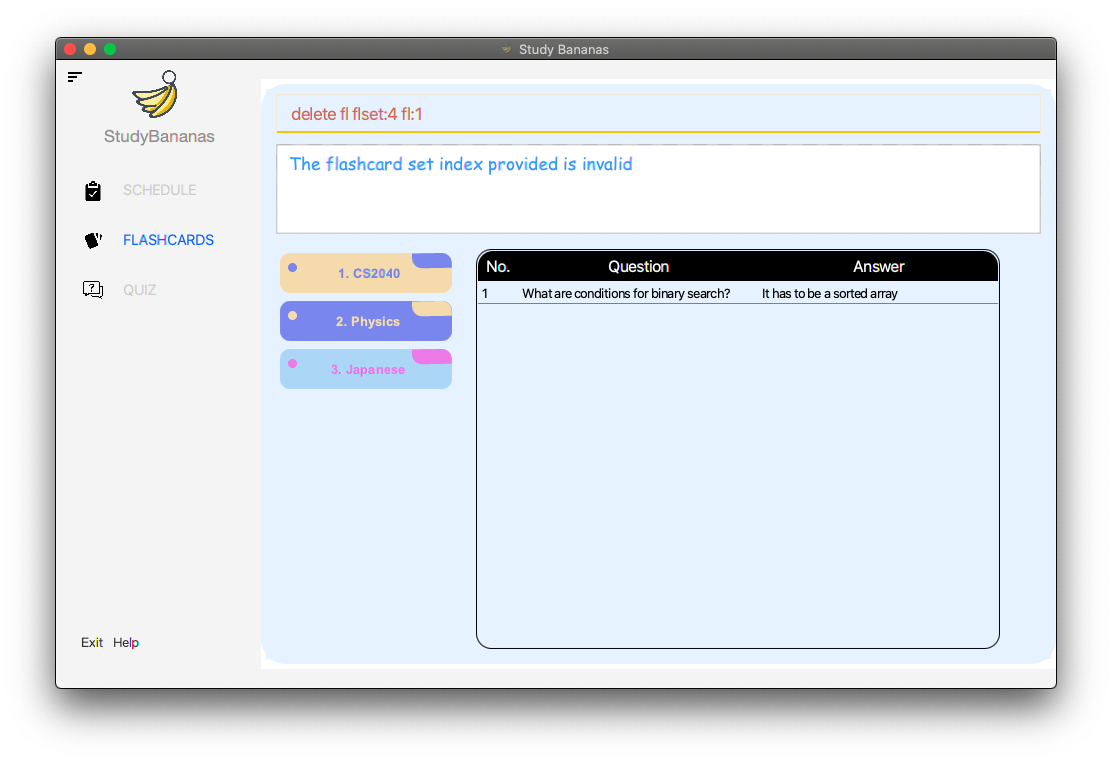 Study Bananas
StudyBananas
SCHEDULE
FLASHCARDS
QUIZ
Exit Help
delete fl flset:4 fl:1
The flashcard set index provided is invalid
1. CS2040
2. Physics
3. Japanese
No. Question Answer
1 What are conditions for binary search? It has to be a sorted array